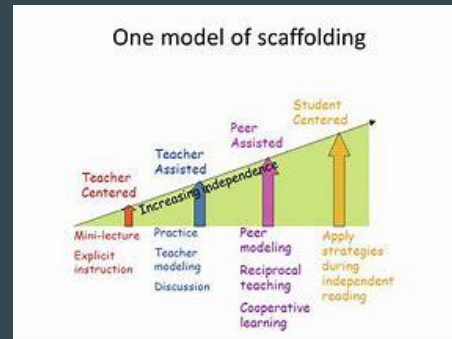 One model of scaffolding
Student
Centered
Peer
Assisted
Teacher
Assisted
Teacher
Centered
Increasing independence
Mini-lecture
Explicit
instruction
Practice
Teacher
modeling
Discussion
Peer
modeling
Reciprocal
teaching
Cooperative
learning
Apply
strategies
during
independent
reading